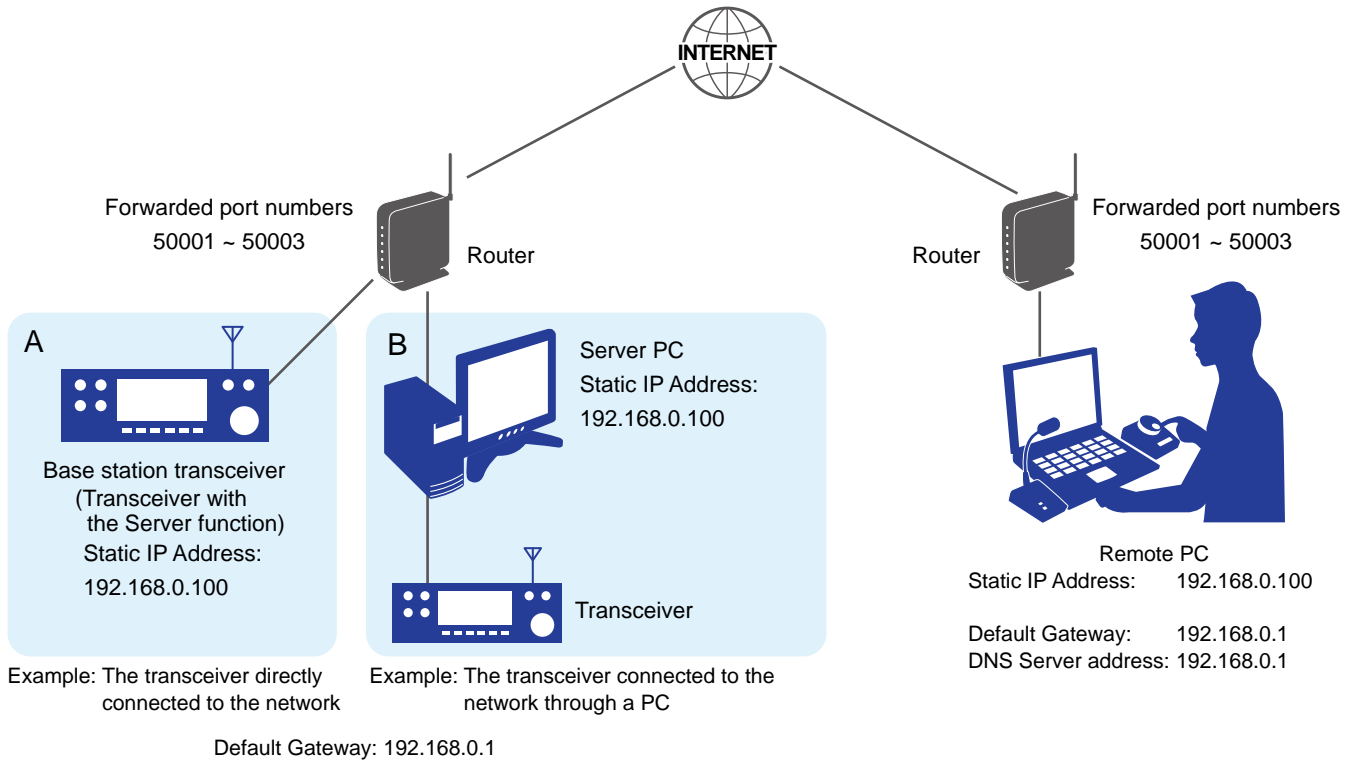 INTERNET
Forwarded port numbers
50001 ~ 50003
Router
Router
Forwarded port numbers
50001 ~ 50003
A
Base station transceiver
(Transceiver with
the Server function)
Static IP Address:
192.168.0.100
B
Server PC
Static IP Address:
192.168.0.100
Transceiver
Remote PC
Static IP Address: 192.168.0.100
Default Gateway: 192.168.0.1
DNS Server address: 192.168.0.1
Example: The transceiver directly
connected to the network
Example: The transceiver connected to the
network through a PC
Default Gateway: 192.168.0.1